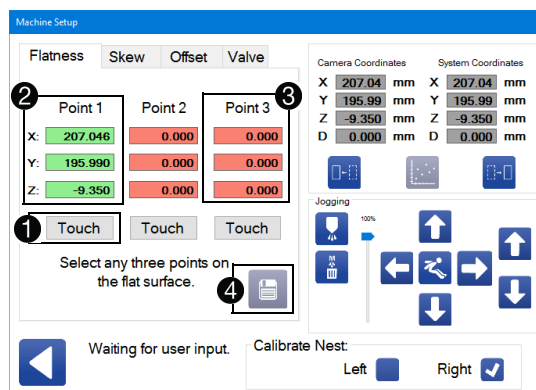 Machine Setup
Flatness Skew Offset Valve
2 3
Point 1 Point 2 Point 3
X: 207.046 0.000 0.000
Y: 195.990 0.000 0.000
Z: -9.350 0.000 0.000
1 Touch Touch Touch
Select any three points on
the flat surface.
4
Waiting for user input.
Camera Coordinates System Coordinates
X 207.04 mm X 207.04 mm
Y 195.99 mm Y 195.99 mm
Z -9.350 mm Z -9.350 mm
D 0.000 mm D 0.000 mm
Jogging
100%
M
Calibrate Nest:
Left Right